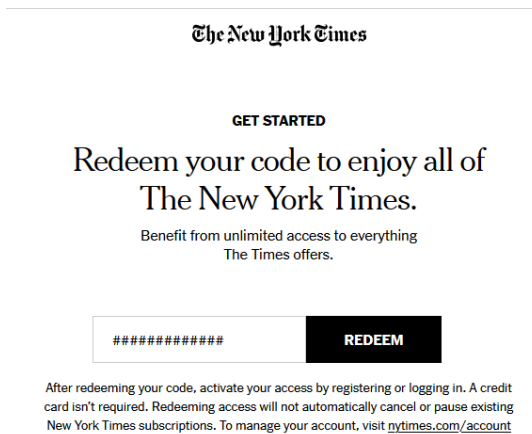 The New York Times
GET STARTED
Redeem your code to enjoy all of
The New York Times.
Benefit from unlimited access to everything
The Times offers.
############# REDEEM
After redeeming your code, activate your access by registering or logging in. A credit
card isn't required. Redeeming access will not automatically cancel or pause existing
New York Times subscriptions. To manage your account, visit nytimes.com/account